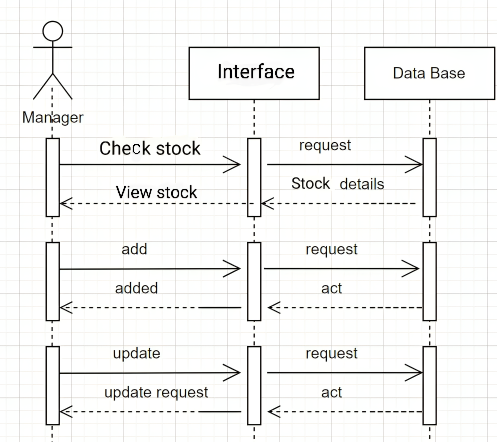 Interface
Data Base
Manager
Check stock
request
View stock
Stock details
add
request
added
act
update
request
update request
act